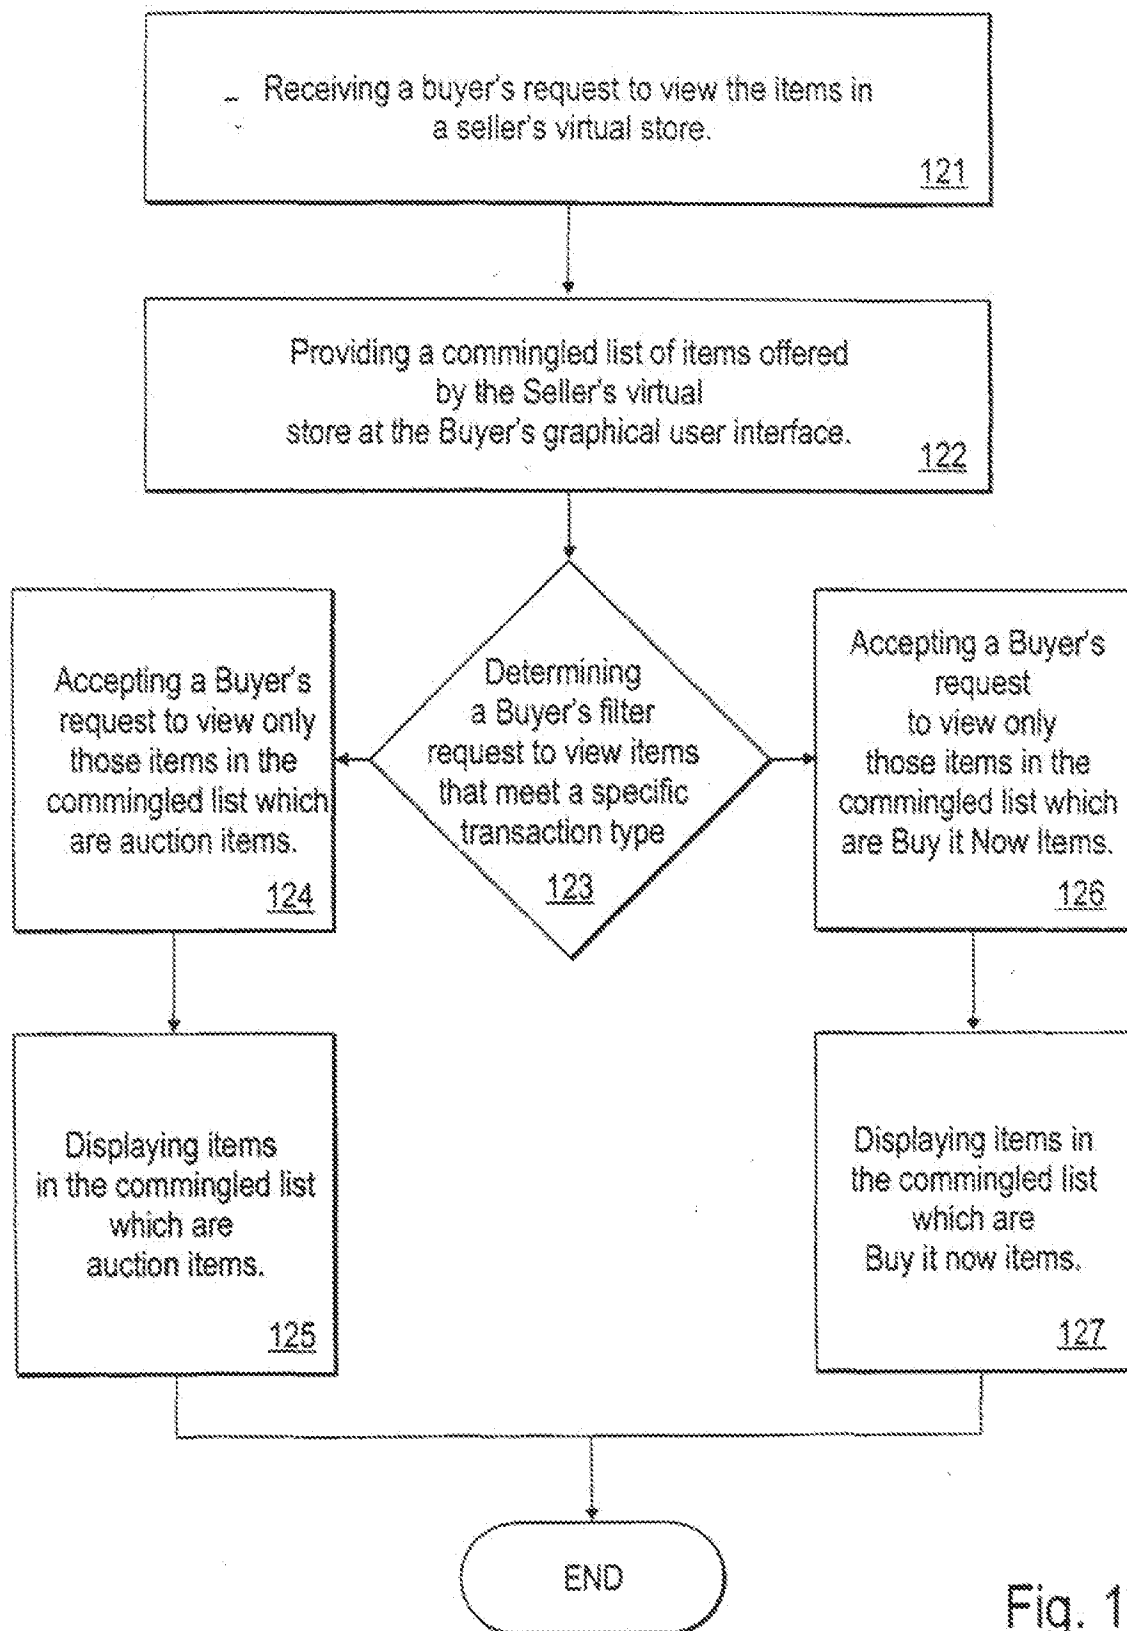 Receiving a buyer's request to view the items in
a seller's virtual store.
121
Providing a commingled list of items offered
by the Seller's virtual
store at the Buyer's graphical user interface.
122
Determining
a Buyer's filter
request to view items
that meet a specific
transaction type
123
Accepting a Buyer's
request to view only
those items in the
commingled list which
are auction items.
124
Accepting a Buyer's
request
to view only
those items in the
commingled list which
are Buy it Now Items.
126
Displaying items
in the commingled list
which are
auction items.
125
Displaying items in
the commingled list
which are
Buy it now items.
127
END
Fig. 1